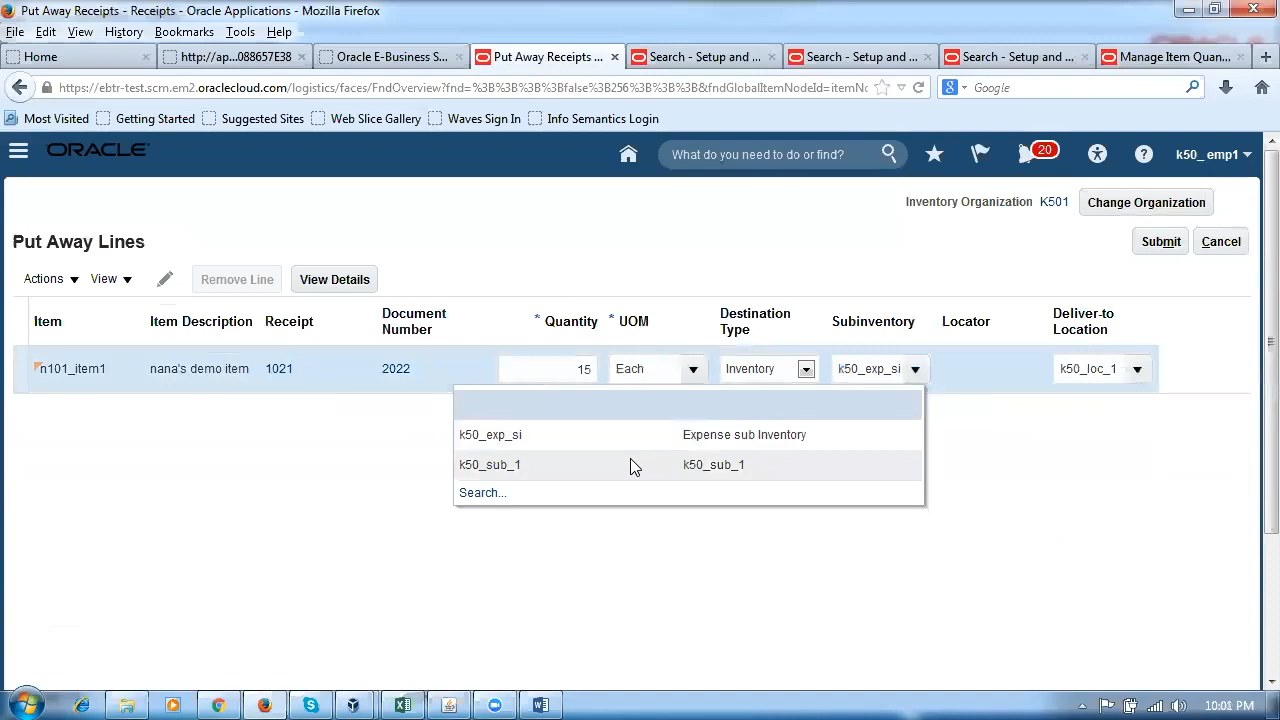 Put Away Receipts - Receipts - Oracle Applications - Mozilla Firefox
File Edit View History Bookmarks Tools Help
Home
http://ap...088657E38
Oracle E-Business S...
Put Away Receipts ...
Search - Setup and ...
Search - Setup and ...
Search - Setup and ...
Manage Item Quan...
https://ebtr-test.scm.em2.oraclecloud.com/logistics/faces/FndOverview?fnd=%3B%3B%3B%3Bfalse%3B256%3B%3B%3B&fndGlobalItemNodeId=itemNo
Google
Most Visited Getting Started Suggested Sites Web Slice Gallery Waves Sign In Info Semantics Login
ORACLE
What do you need to do or find?
20
k50_emp1
Inventory Organization K501 Change Organization
Put Away Lines
Submit Cancel
Actions View Remove Line View Details
Item Item Description Receipt Document Number * Quantity * UOM Destination Type Subinventory Locator Deliver-to Location
n101_item1 nana's demo item 1021 2022 15 Each Inventory k50_exp_si k50_loc_1
k50_exp_si Expense sub Inventory
k50_sub_1 k50_sub_1
Search...
10:01 PM